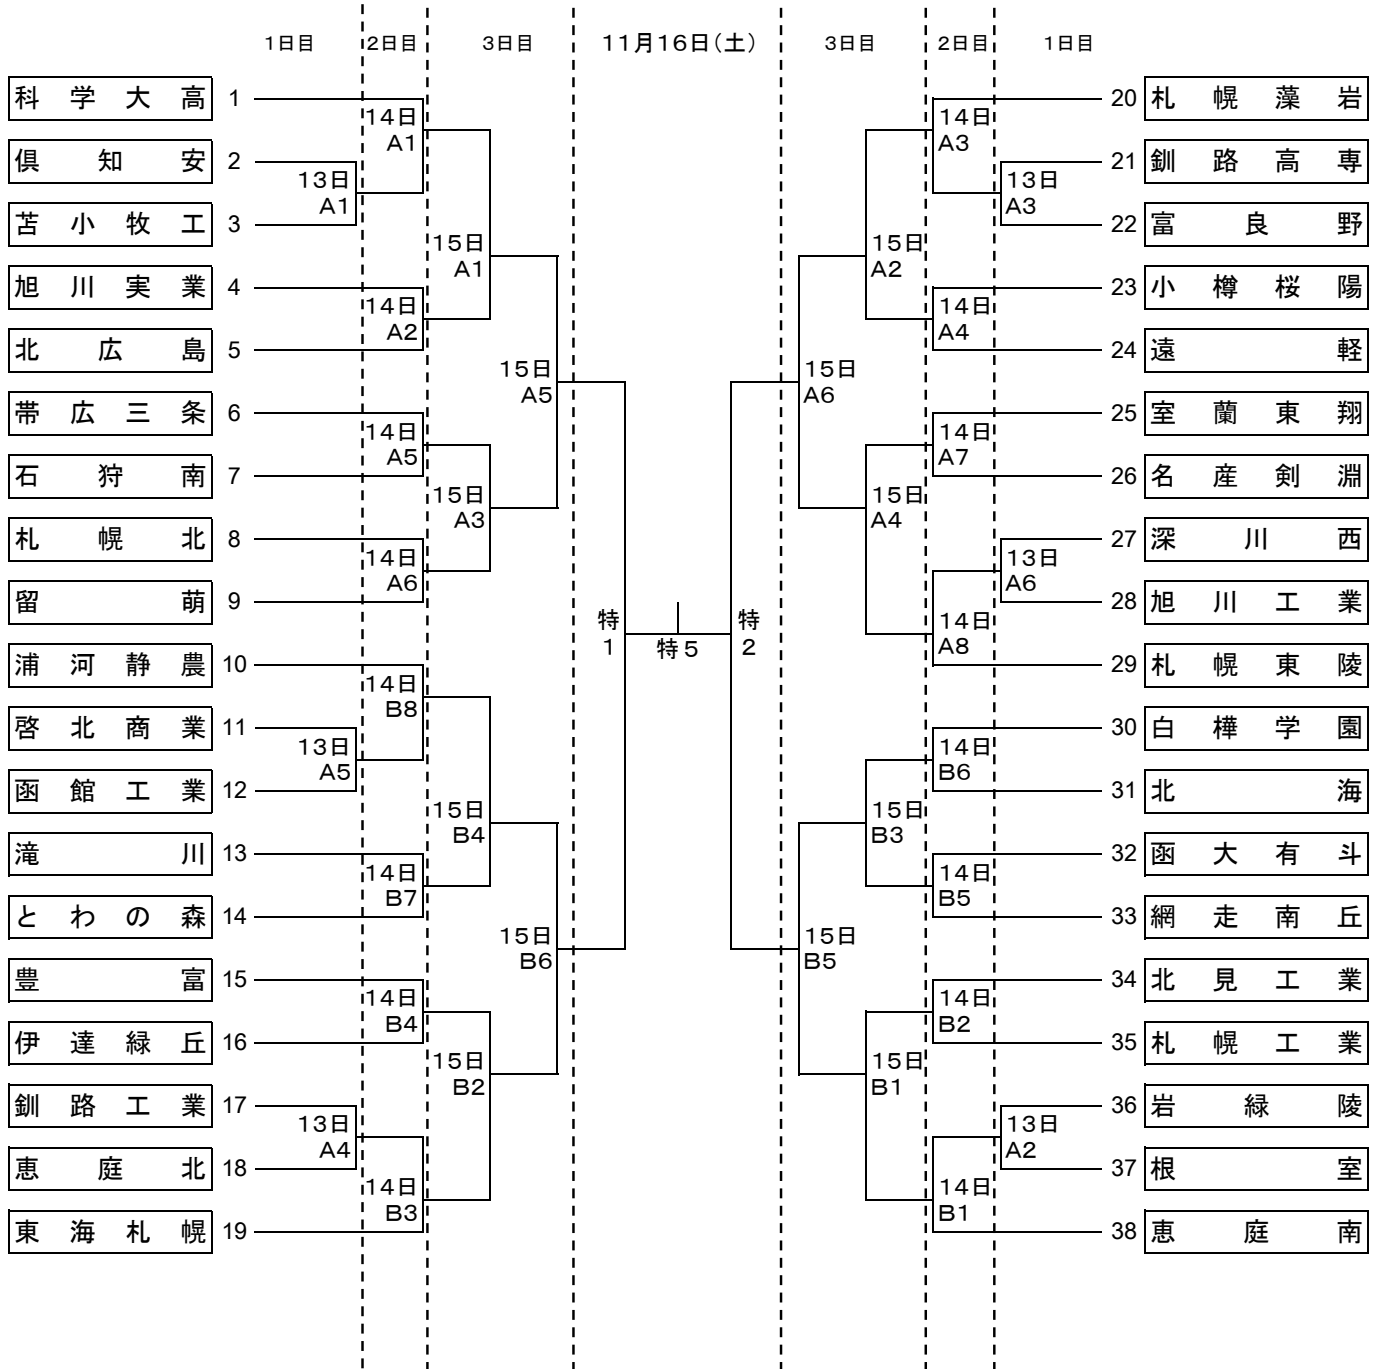 1日目 2日目 3日目 11月16日(土) 3日目 2日目 1日目
科学大高 1
倶知安 2
苫小牧工 3
旭川実業 4
北広島 5
帯広三条 6
石狩南 7
札幌北 8
留萌 9
浦河静農 10
啓北商業 11
函館工業 12
滝川 13
とわの森 14
豊富 15
伊達緑丘 16
釧路工業 17
恵庭北 18
東海札幌 19
13日
A1
13日
A5
13日
A4
14日
A1
14日
A2
14日
A5
14日
A6
14日
B8
14日
B7
14日
B4
14日
B3
15日
A1
15日
A3
15日
B4
15日
B2
15日
A5
15日
B6
特
1
特5
特
2
15日
A6
15日
B5
15日
A2
15日
A4
15日
B3
15日
B1
14日
A3
14日
A4
14日
A7
14日
A8
14日
B6
14日
B5
14日
B2
14日
B1
13日
A3
13日
A6
13日
A2
20 札幌藻岩
21 釧路高専
22 富良野
23 小樽桜陽
24 遠軽
25 室蘭東翔
26 名産剣淵
27 深川西
28 旭川工業
29 札幌東陵
30 白樺学園
31 北海
32 函大有斗
33 網走南丘
34 北見工業
35 札幌工業
36 岩緑陵
37 根室
38 恵庭南